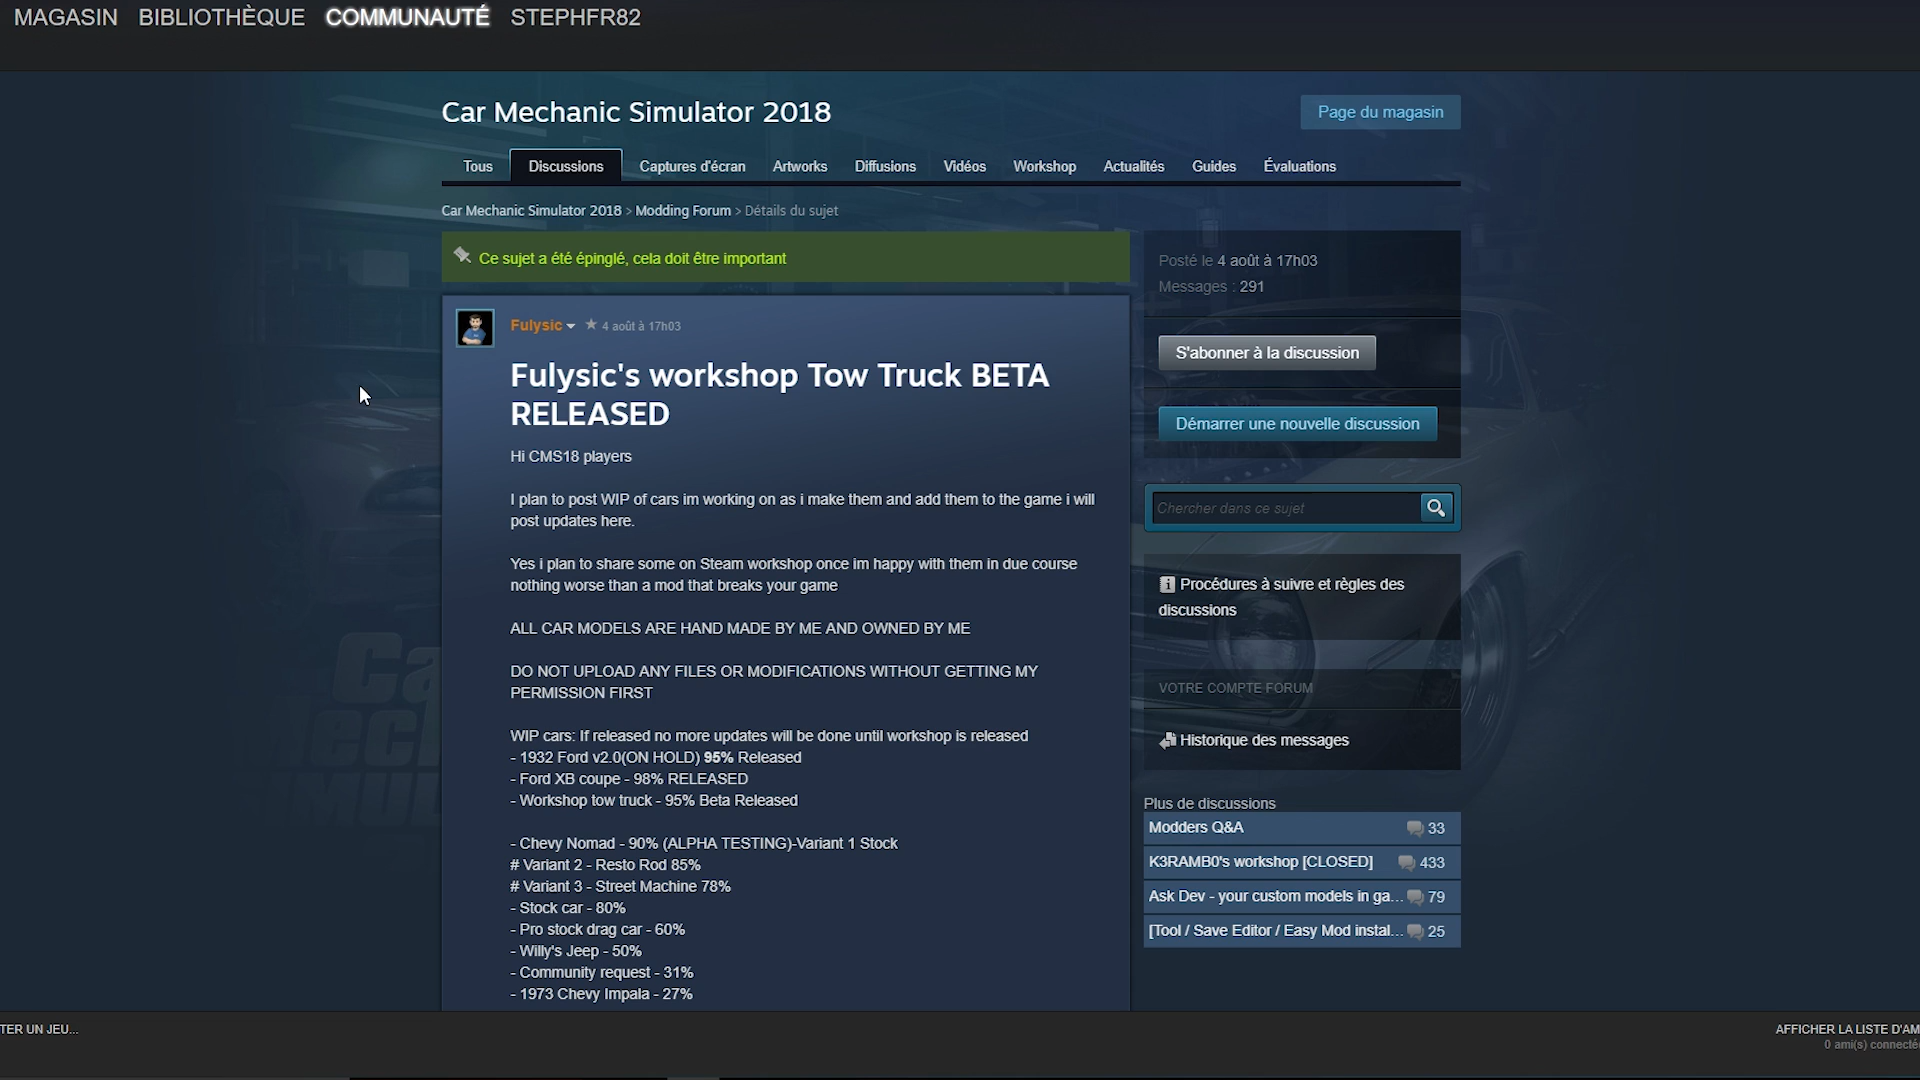 MAGASIN BIBLIOTHÈQUE COMMUNAUTÉ STEPHFR82
Car Mechanic Simulator 2018
Page du magasin
Tous Discussions Captures d'écran Artworks Diffusions Vidéos Workshop Actualités Guides Évaluations
Car Mechanic Simulator 2018 > Modding Forum > Détails du sujet
Ce sujet a été épinglé, cela doit être important
Fulysic 4 août à 17h03
Fulysic's workshop Tow Truck BETA
RELEASED
Hi CMS18 players
I plan to post WIP of cars im working on as i make them and add them to the game i will
post updates here.
Yes i plan to share some on Steam workshop once im happy with them in due course
nothing worse than a mod that breaks your game
ALL CAR MODELS ARE HAND MADE BY ME AND OWNED BY ME
DO NOT UPLOAD ANY FILES OR MODIFICATIONS WITHOUT GETTING MY
PERMISSION FIRST
WIP cars: If released no more updates will be done until workshop is released
- 1932 Ford v2.0(ON HOLD) 95% Released
- Ford XB coupe - 98% RELEASED
- Workshop tow truck - 95% Beta Released
- Chevy Nomad - 90% (ALPHA TESTING)-Variant 1 Stock
# Variant 2 - Resto Rod 85%
# Variant 3 - Street Machine 78%
- Stock car - 80%
- Pro stock drag car - 60%
- Willy's Jeep - 50%
- Community request - 31%
- 1973 Chevy Impala - 27%
Posté le 4 août à 17h03
Messages : 291
S'abonner à la discussion
Démarrer une nouvelle discussion
Chercher dans ce sujet
Procédures à suivre et règles des
discussions
VOTRE COMPTE FORUM
Historique des messages
Plus de discussions
Modders Q&A 33
K3RAMB0's workshop [CLOSED] 433
Ask Dev - your custom models in ga... 79
[Tool / Save Editor / Easy Mod instal... 25
TER UN JEU...
AFFICHER LA LISTE D'AM
0 ami(s) connecté